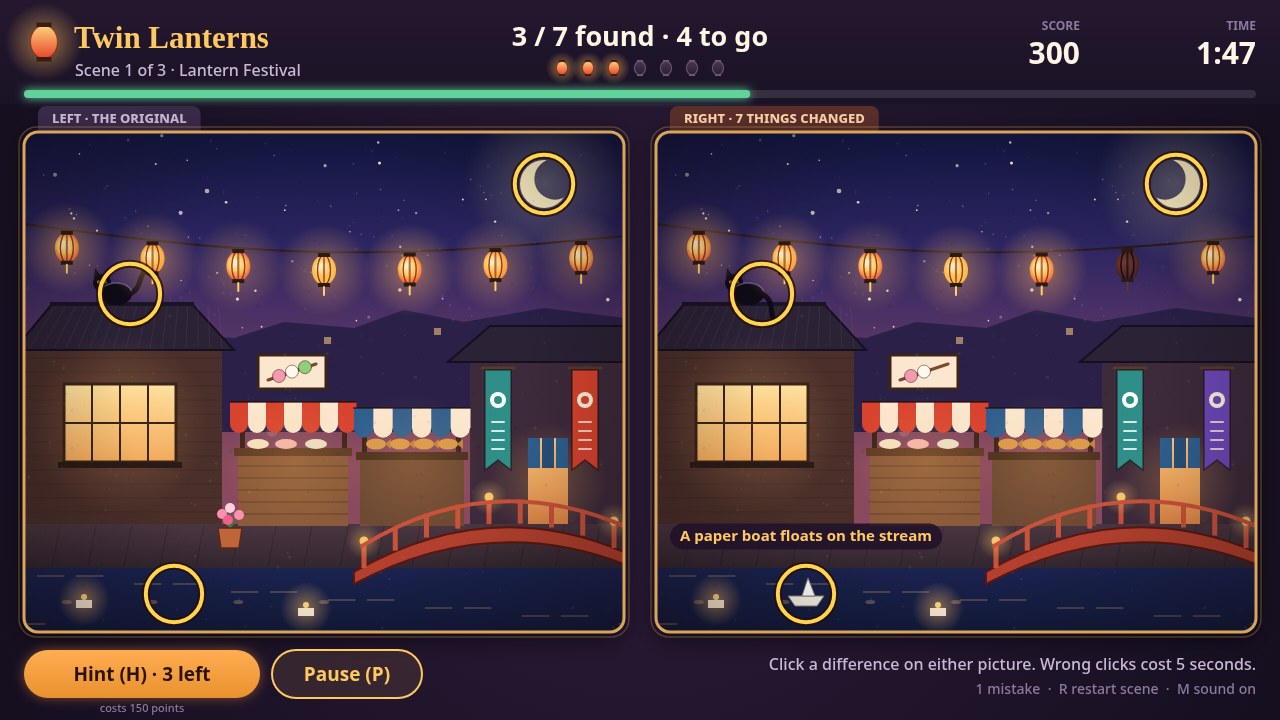 Twin Lanterns
Scene 1 of 3 · Lantern Festival
3 / 7 found · 4 to go
SCORE
300
TIME
1:47
LEFT · THE ORIGINAL
RIGHT · 7 THINGS CHANGED
A paper boat floats on the stream
Hint (H) · 3 left
costs 150 points
Pause (P)
Click a difference on either picture. Wrong clicks cost 5 seconds.
1 mistake · R restart scene · M sound on